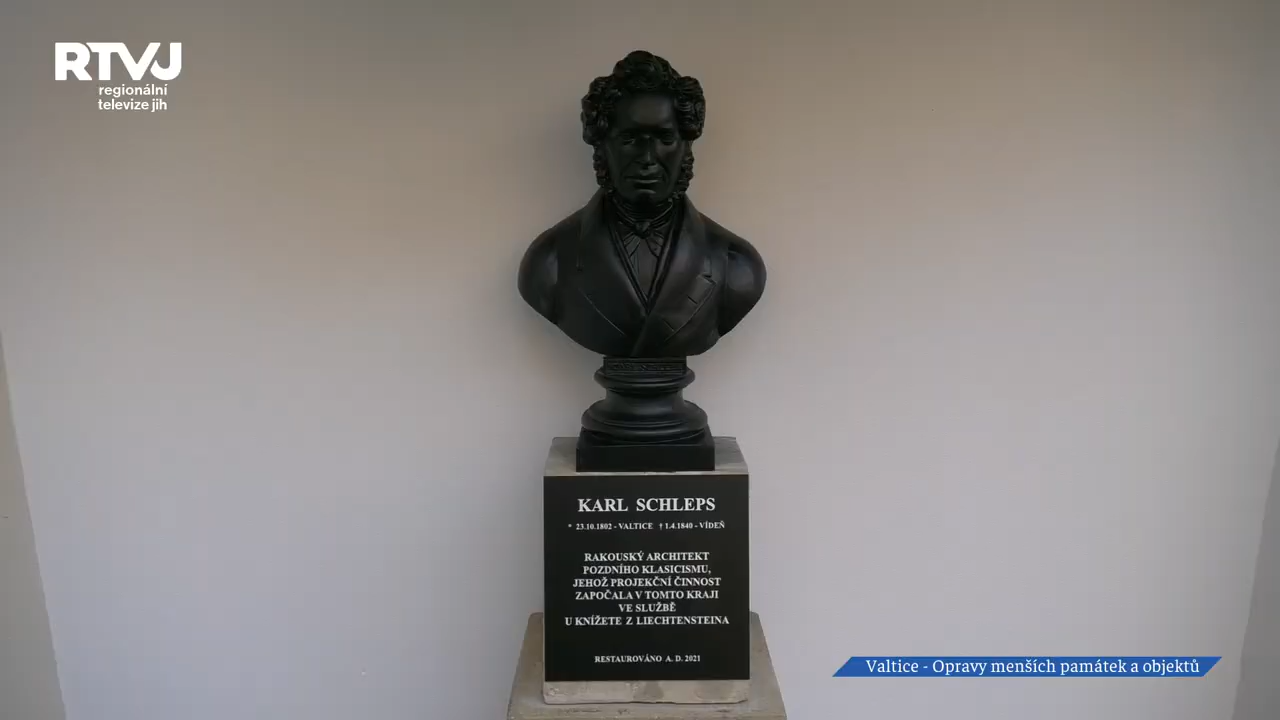 RTVJ
regionální
televize jih
KARL SCHLEPS
* 23.10.1802 - VALTICE † 1.4.1840 - VÍDEŇ
RAKOUSKÝ ARCHITEKT
POZDNÍHO KLASICISMU,
JEHOŽ PROJEKČNÍ ČINNOST
ZAPOČALA V TOMTO KRAJI
VE SLUŽBĚ
U KNÍŽETE Z LIECHTENSTEINA
RESTAUROVÁNO A. D. 2021
Valtice - Opravy menších památek a objektů